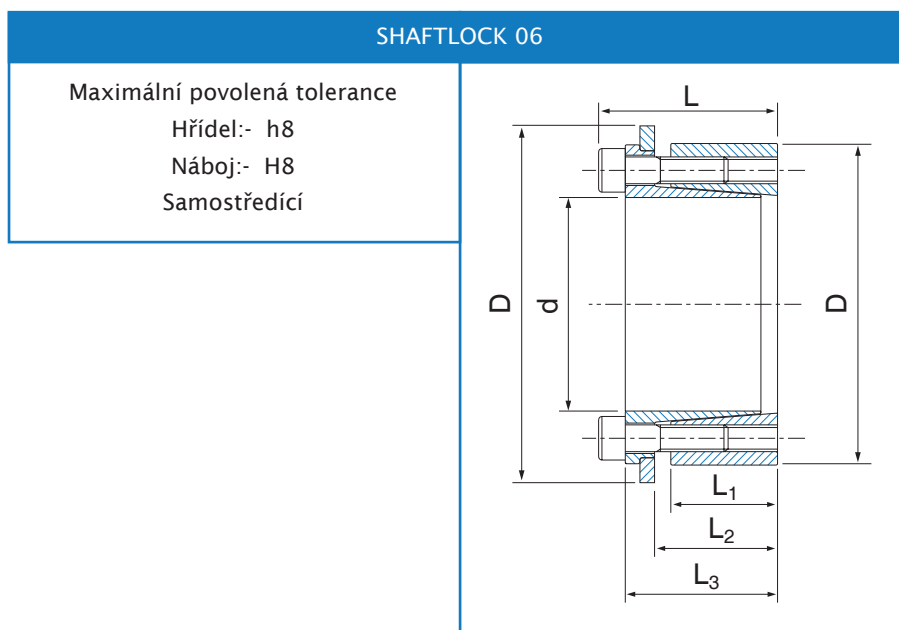 SHAFTLOCK 06
Maximální povolená tolerance
Hřídel:- h8
Náboj:- H8
Samostředící
L
D
d
D
L₁
L₂
L₃